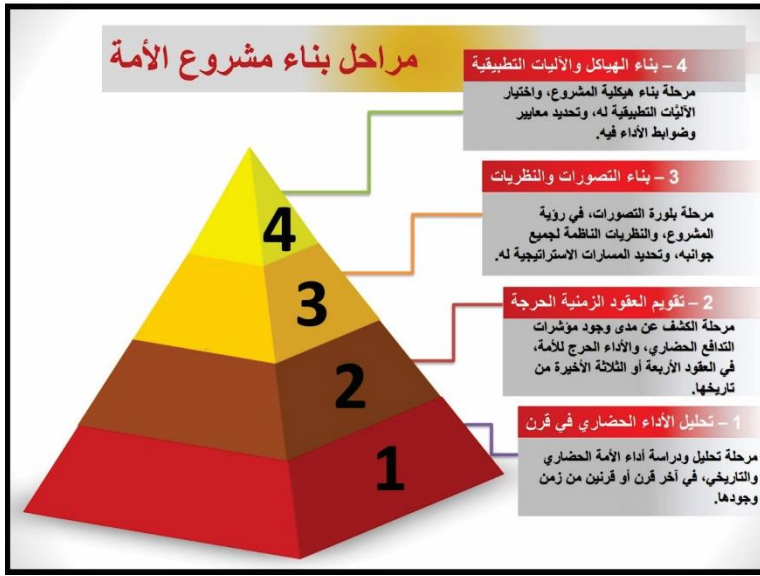 مراحل بناء مشروع الأمة
4 – بناء الهياكل والآليات التطبيقية
مرحلة بناء هيكلية المشروع، واختيار
الآليَّات التطبيقية له، وتحديد معايير
وضوابط الأداء فيه.
3 – بناء التصورات والنظريات
مرحلة بلورة التصورات، في رؤية
المشروع، والنظريات الناظمة لجميع
جوانبه، وتحديد المسارات الاستراتيجية له.
2 – تقويم العقود الزمنية الحرجة
مرحلة الكشف عن مدى وجود مؤشرات
التدافع الحضاري، والأداء الحرج للأمة،
في العقود الأربعة أو الثلاثة الأخيرة من
تاريخها.
1 – تحليل الأداء الحضاري في قرن
مرحلة تحليل ودراسة أداء الأمة الحضاري
والتاريخي، في آخر قرن أو قرنين من زمن
وجودها.
4
3
2
1